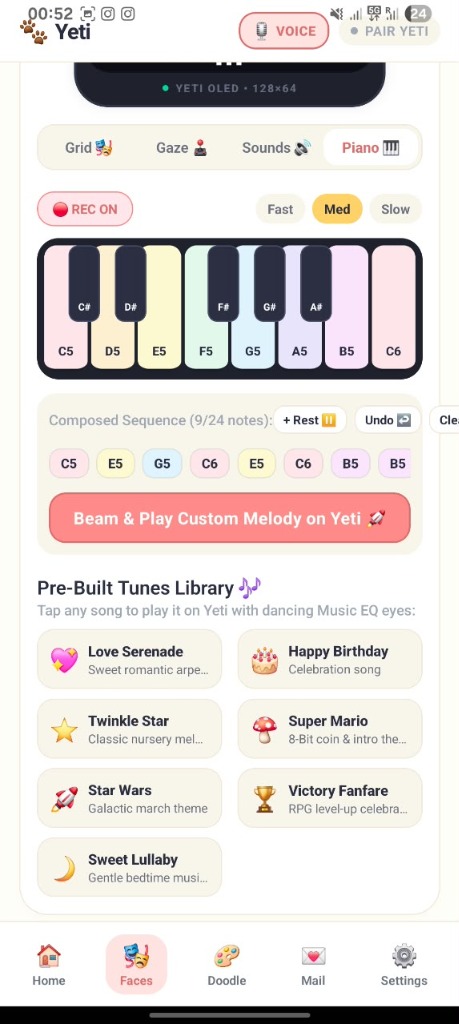 00:52 5G R 24
Yeti VOICE PAIR YETI
YETI OLED • 128×64
Grid Gaze Sounds Piano
REC ON Fast Med Slow
C# D# F# G# A#
C5 D5 E5 F5 G5 A5 B5 C6
Composed Sequence (9/24 notes): + Rest Undo Cle
C5 E5 G5 C6 E5 C6 B5 B5
Beam & Play Custom Melody on Yeti
Pre-Built Tunes Library
Tap any song to play it on Yeti with dancing Music EQ eyes:
Love Serenade
Sweet romantic arpe...
Happy Birthday
Celebration song
Twinkle Star
Classic nursery mel...
Super Mario
8-Bit coin & intro the...
Star Wars
Galactic march theme
Victory Fanfare
RPG level-up celebra...
Sweet Lullaby
Gentle bedtime musi...
Home Faces Doodle Mail Settings